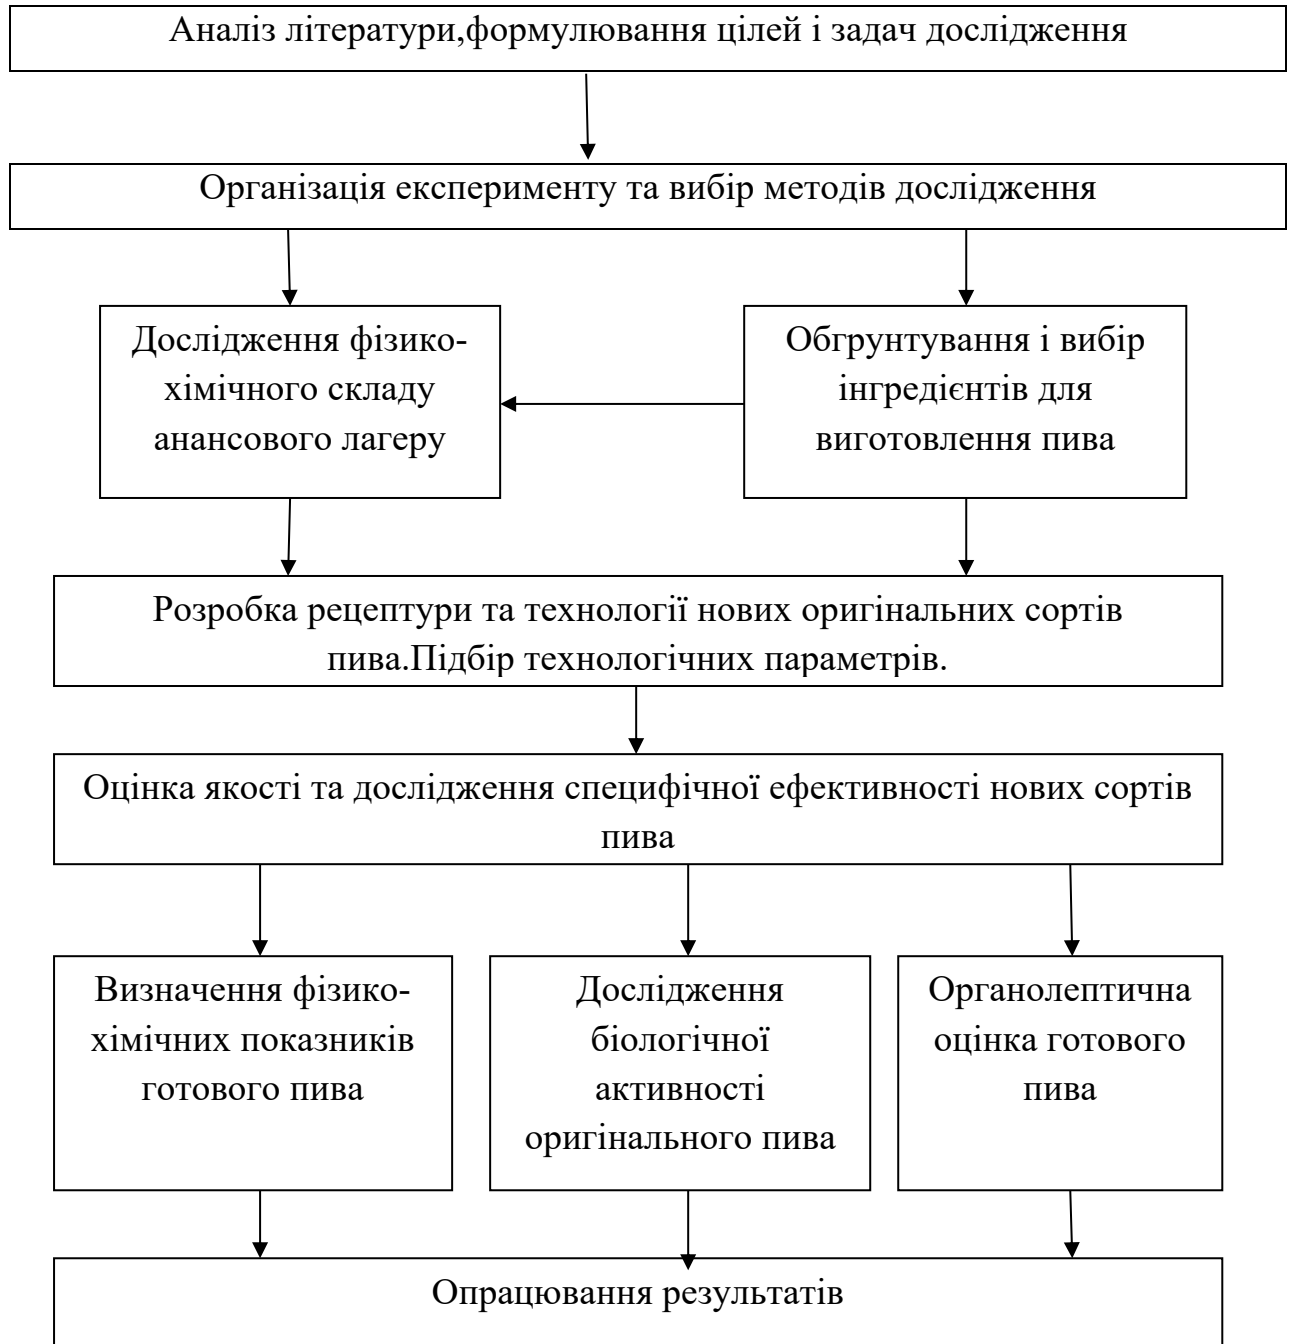 Аналіз літератури,формулювання цілей і задач дослідження
Організація експерименту та вибір методів дослідження
Дослідження фізико-
хімічного складу
анансового лагеру
Обгрунтування і вибір
інгредієнтів для
виготовлення пива
Розробка рецептури та технології нових оригінальних сортів
пива.Підбір технологічних параметрів.
Оцінка якості та дослідження специфічної ефективності нових сортів
пива
Визначення фізико-
хімічних показників
готового пива
Дослідження
біологічної
активності
оригінального пива
Органолептична
оцінка готового
пива
Опрацювання результатів